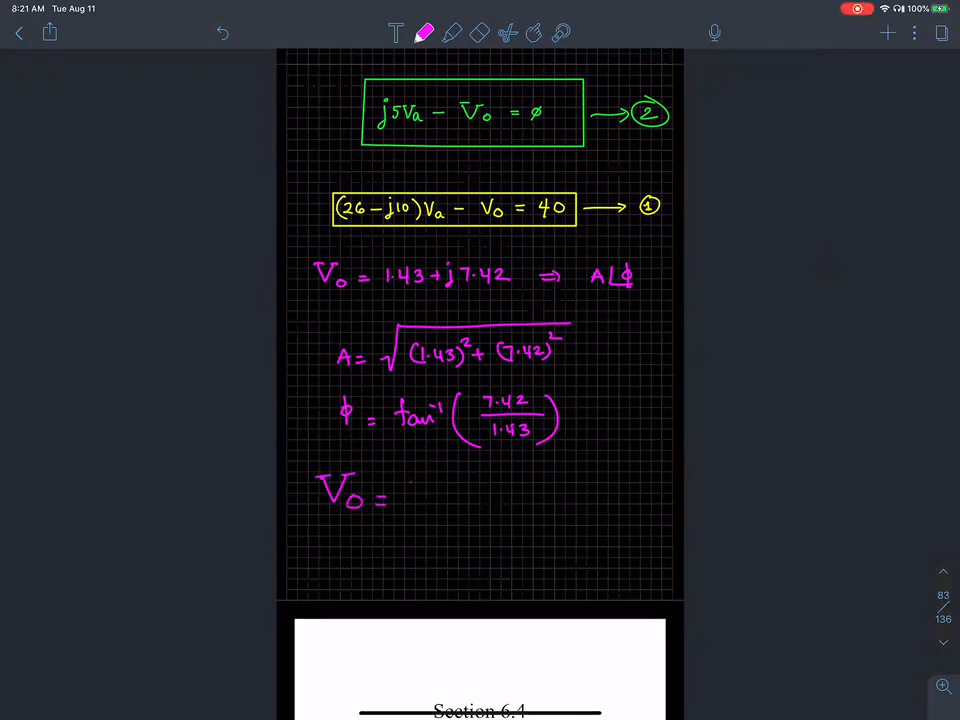 8:21 AM Tue Aug 11
100%
j5Va - Vo = ø → 2
(26 - j10)Va - Vo = 40 → 1
Vo = 1.43 + j7.42 ⇒ A∠ϕ
A = √(1.43)² + (7.42)²
ϕ = tan⁻¹ (7.42 / 1.43)
Vo =
83
/
136
Section 6.4